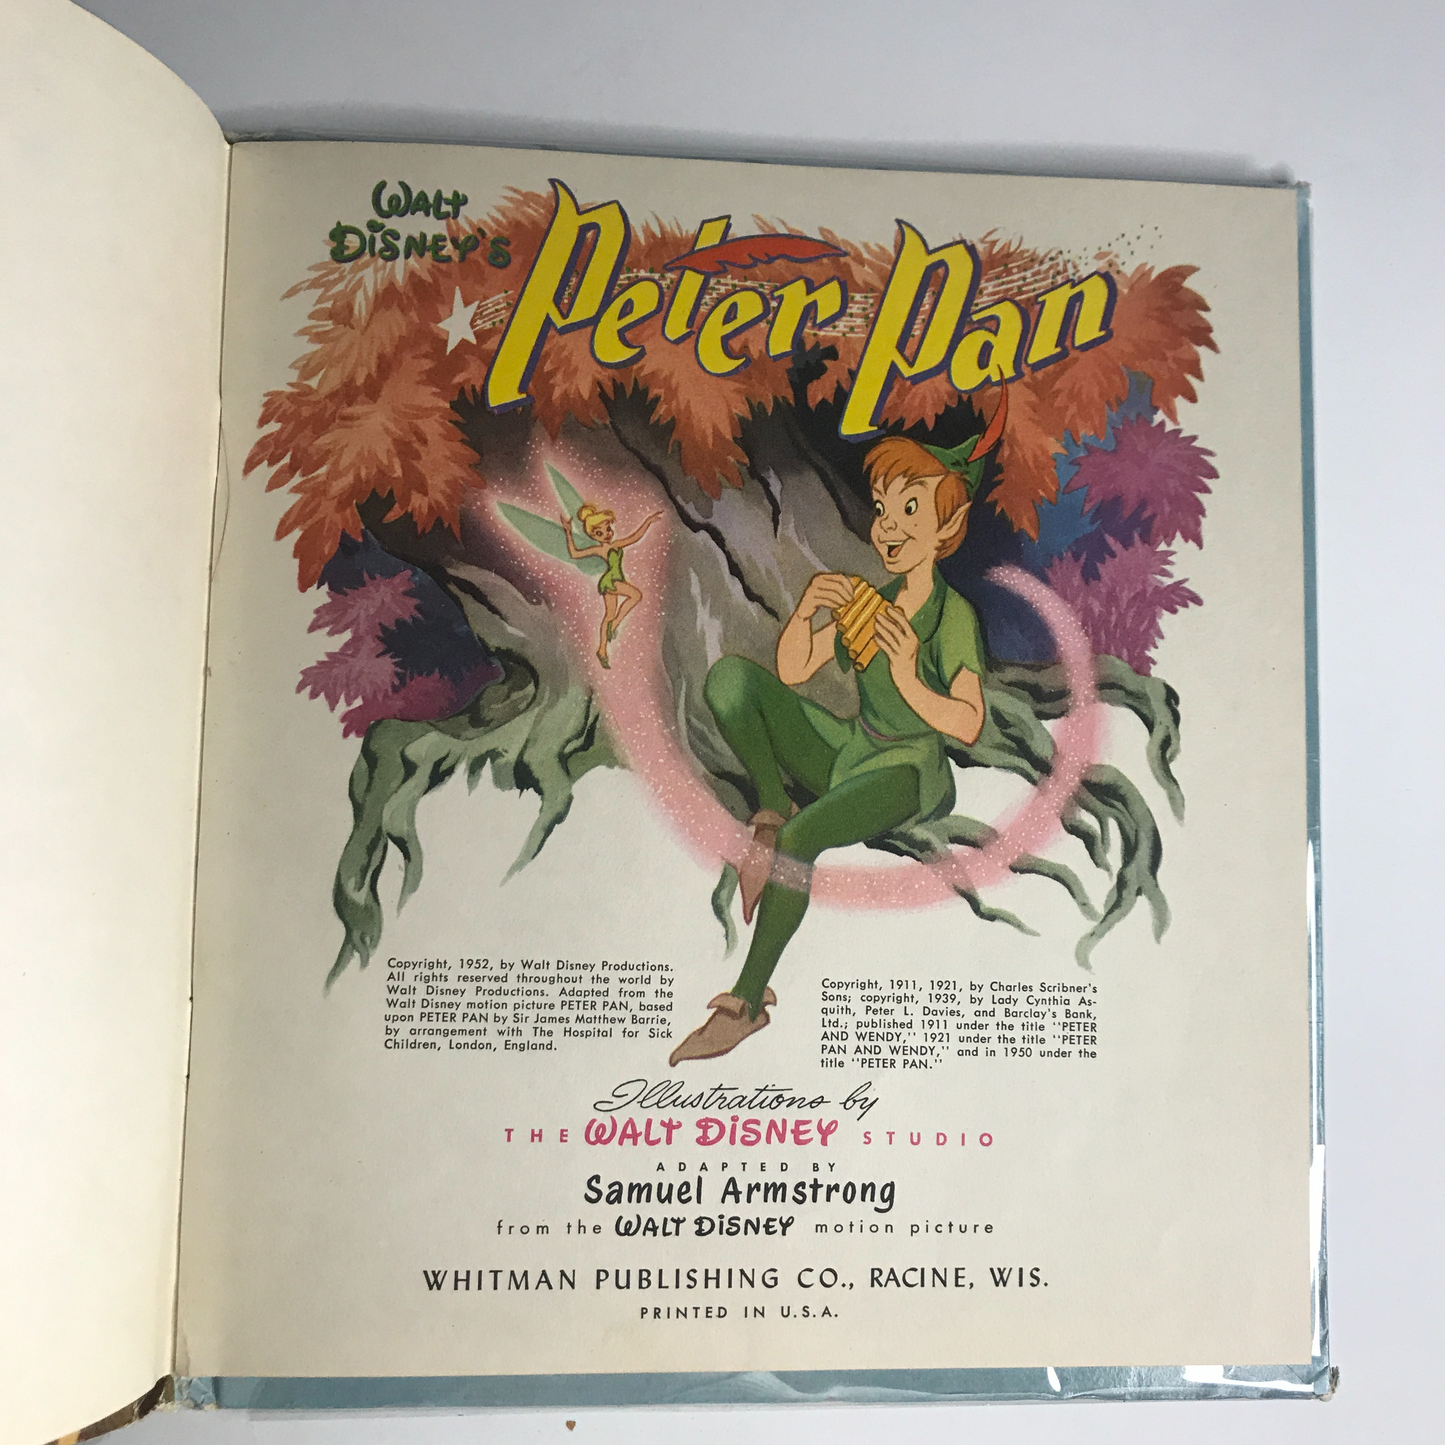 WALT
DISNEY'S
Peter Pan
Copyright, 1952, by Walt Disney Productions.
All rights reserved throughout the world by
Walt Disney Productions. Adapted from the
Walt Disney motion picture PETER PAN, based
upon PETER PAN by Sir James Matthew Barrie,
by arrangement with The Hospital for Sick
Children, London, England.
Copyright, 1911, 1921, by Charles Scribner's
Sons; copyright, 1939, by Lady Cynthia As-
quith, Peter L. Davies, and Barclay's Bank,
Ltd.; published 1911 under the title "PETER
AND WENDY," 1921 under the title "PETER
PAN AND WENDY," and in 1950 under the
title "PETER PAN."
Illustrations by
THE WALT DISNEY STUDIO
ADAPTED BY
Samuel Armstrong
from the WALT DISNEY motion picture
WHITMAN PUBLISHING CO., RACINE, WIS.
PRINTED IN U.S.A.